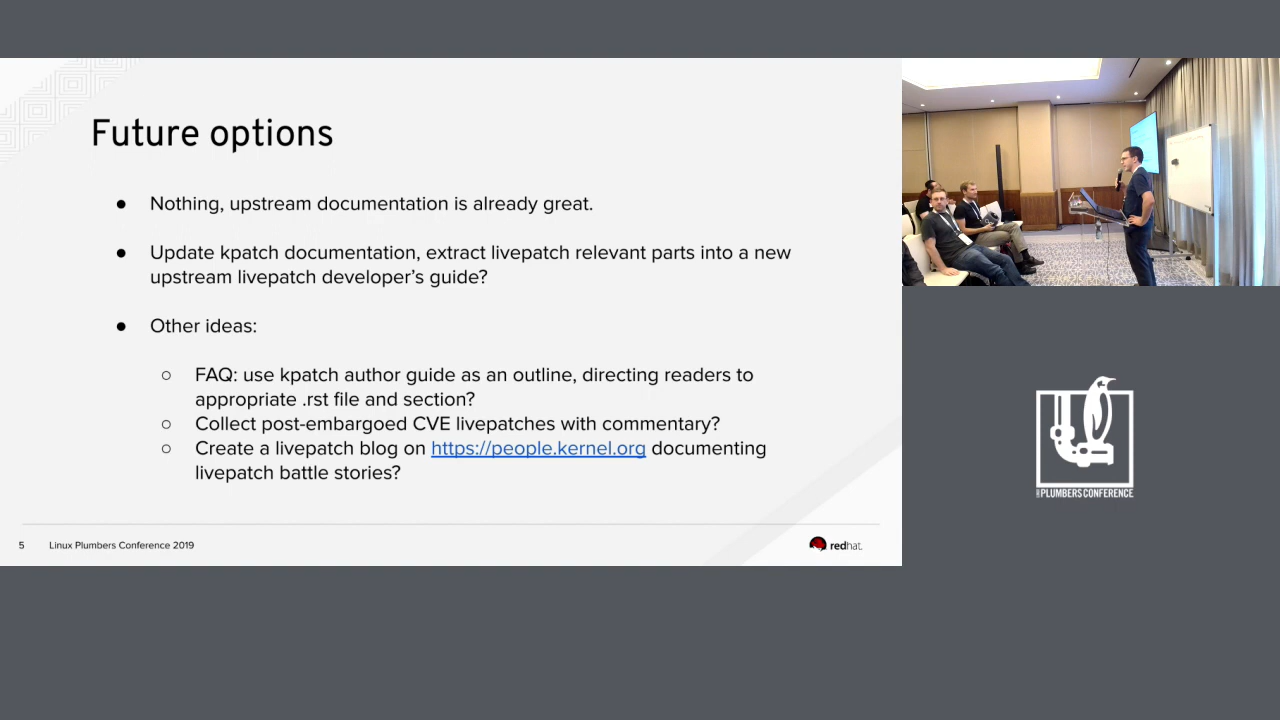 Future options
● Nothing, upstream documentation is already great.
● Update kpatch documentation, extract livepatch relevant parts into a new
upstream livepatch developer’s guide?
● Other ideas:
○ FAQ: use kpatch author guide as an outline, directing readers to
appropriate .rst file and section?
○ Collect post-embargoed CVE livepatches with commentary?
○ Create a livepatch blog on https://people.kernel.org documenting
livepatch battle stories?
5 Linux Plumbers Conference 2019
redhat.
PLUMBERS CONFERENCE